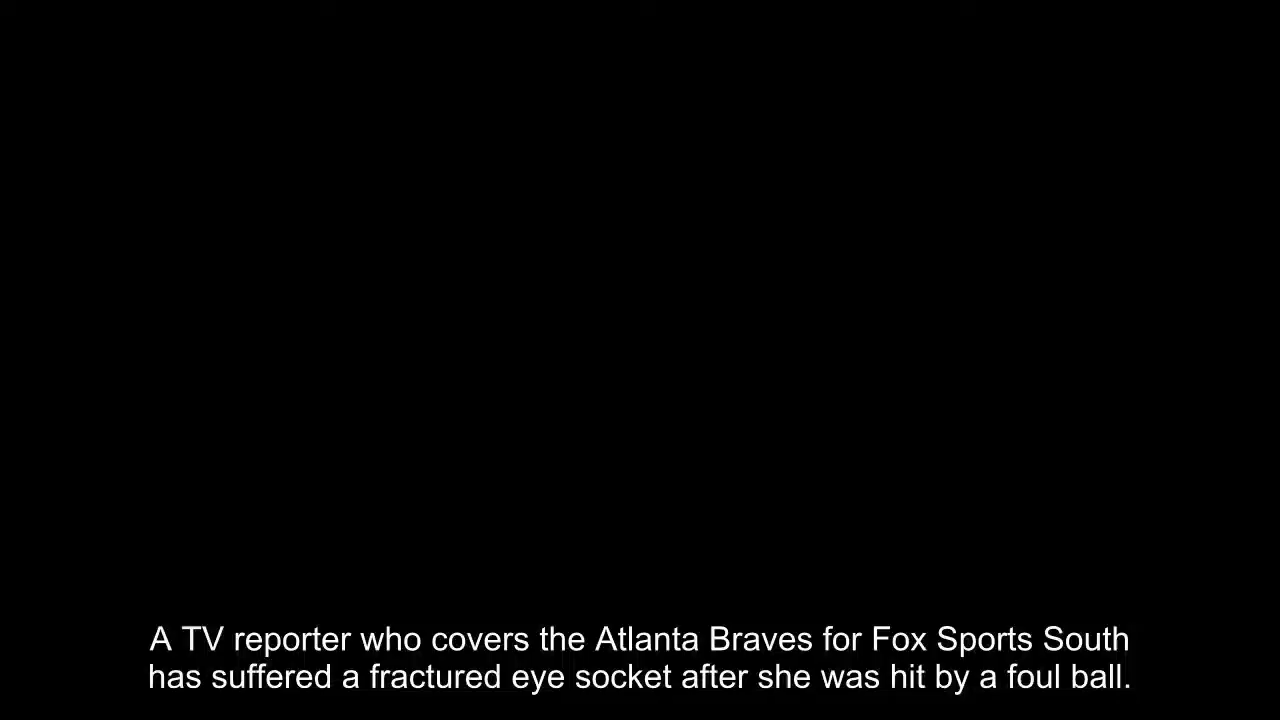 A TV reporter who covers the Atlanta Braves for Fox Sports South
has suffered a fractured eye socket after she was hit by a foul ball.